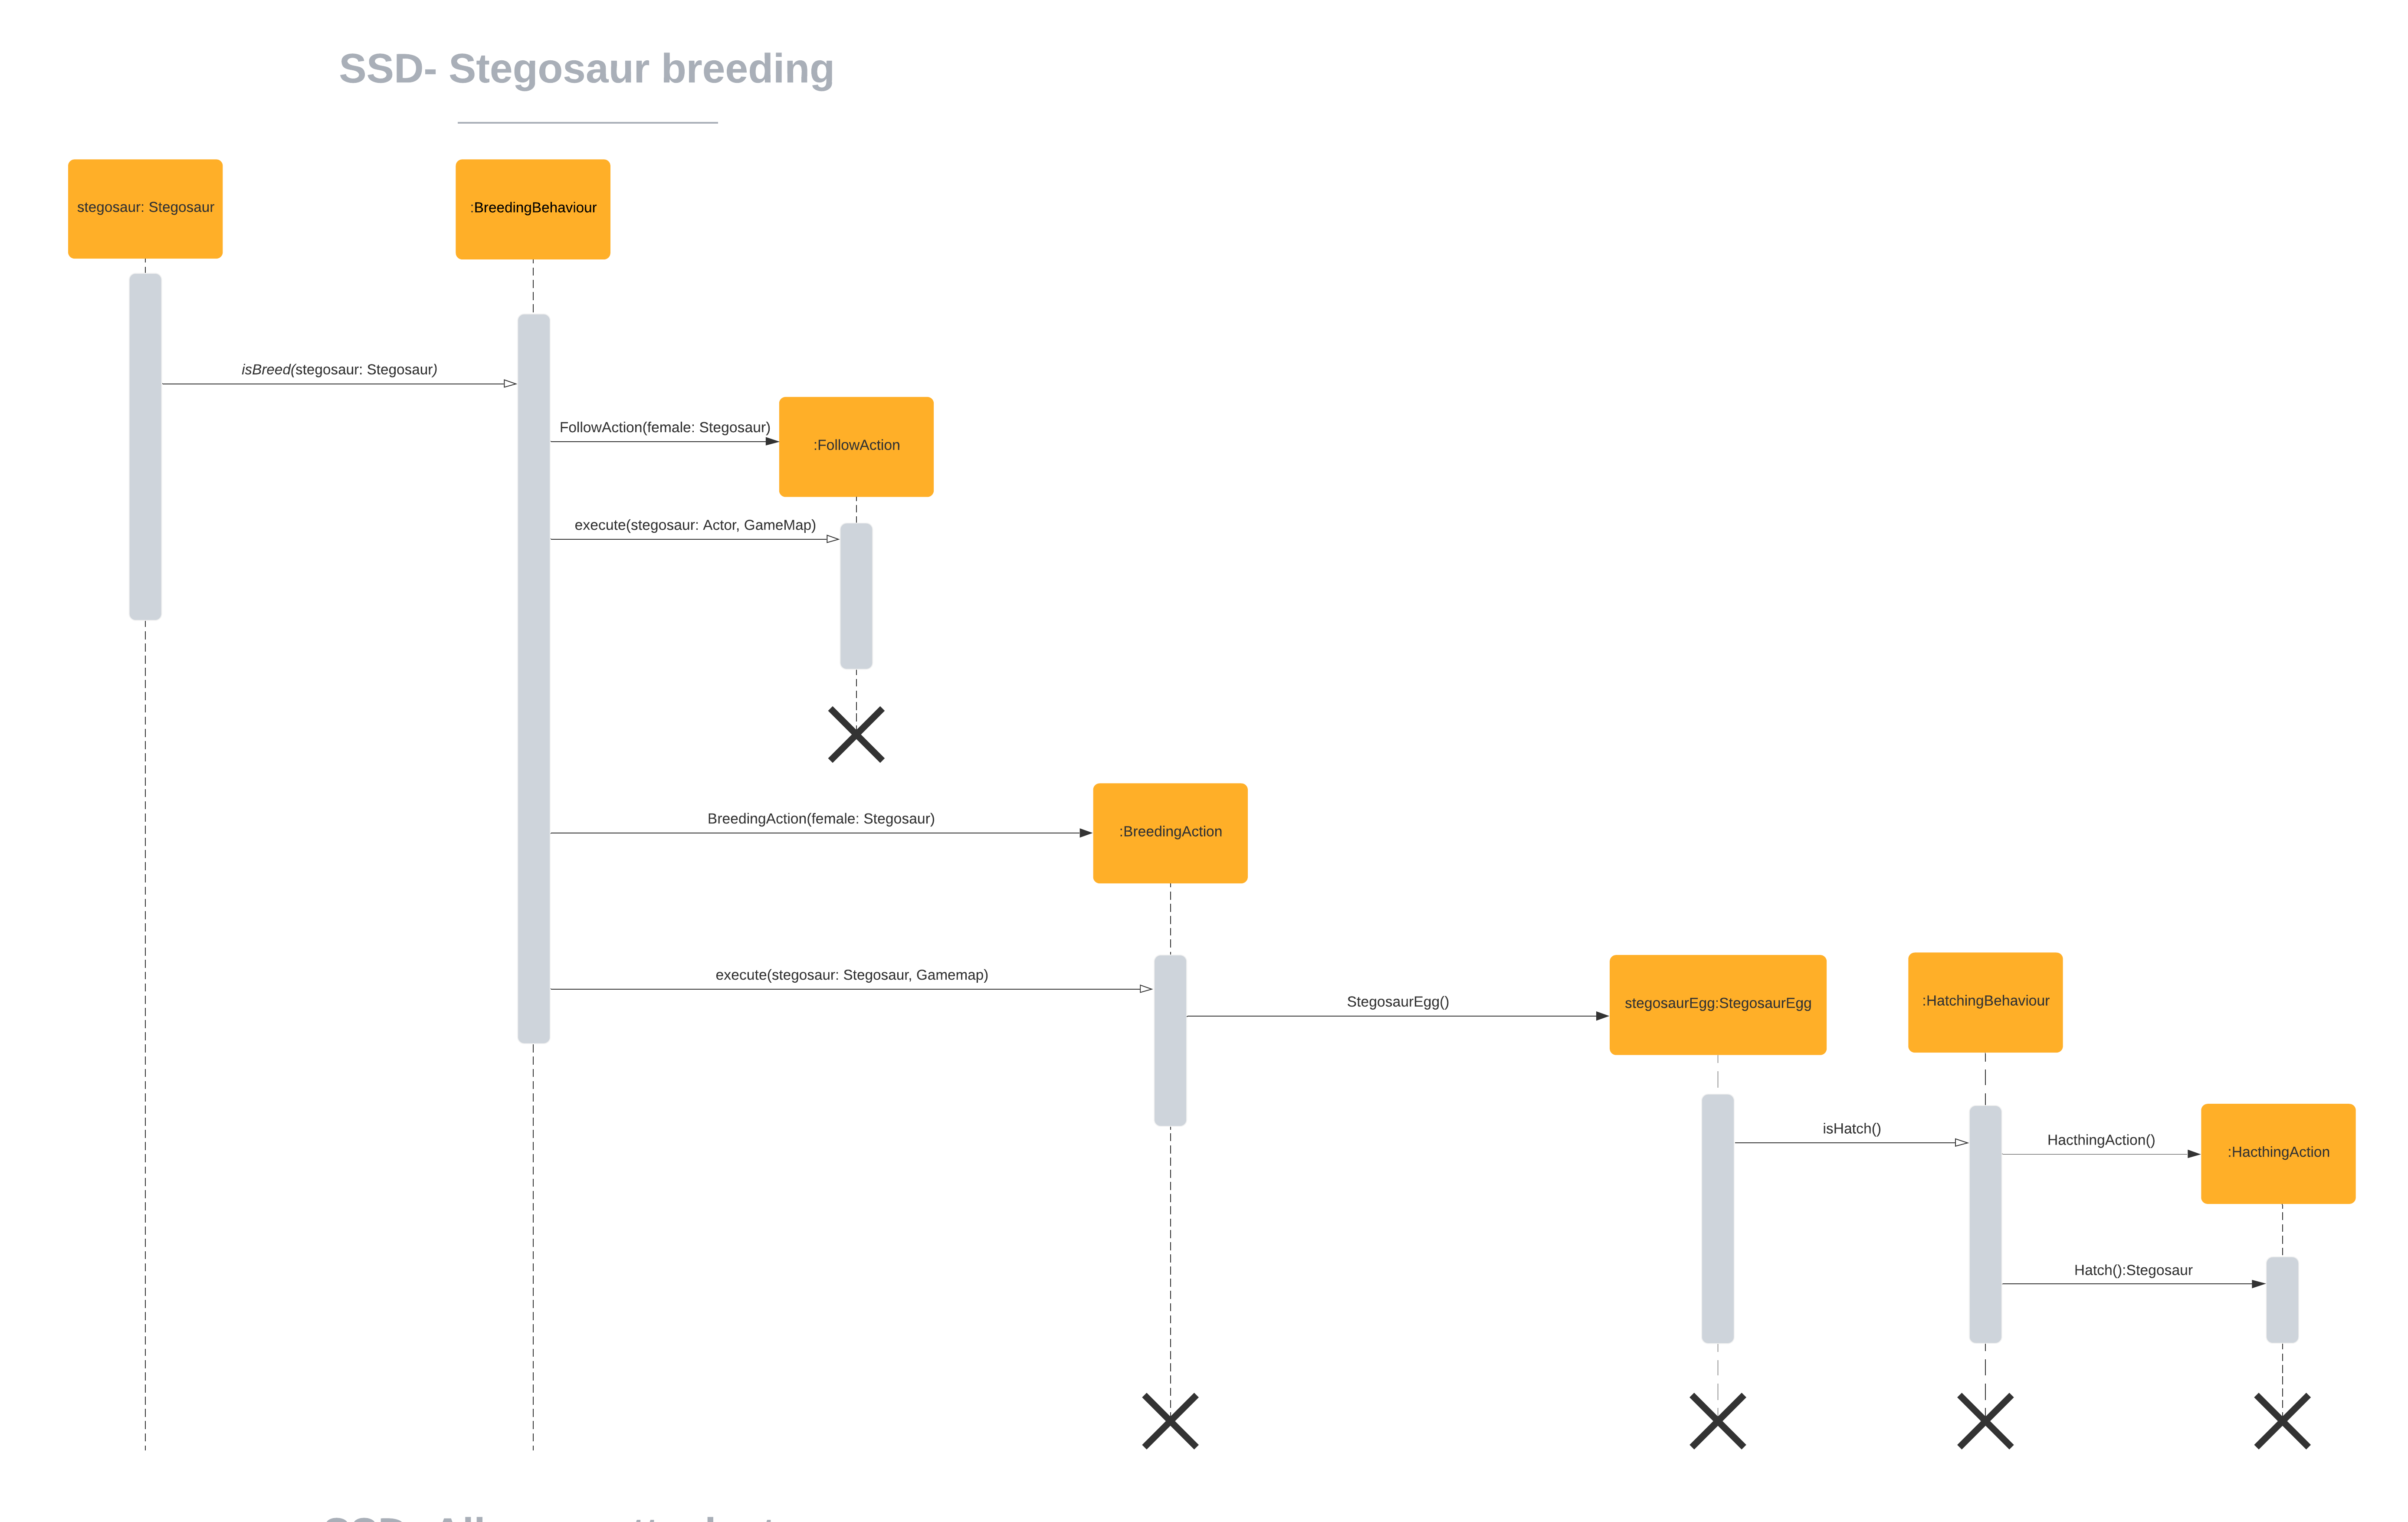 SSD- Stegosaur breeding
stegosaur: Stegosaur
:BreedingBehaviour
isBreed(stegosaur: Stegosaur)
FollowAction(female: Stegosaur)
:FollowAction
execute(stegosaur: Actor, GameMap)
BreedingAction(female: Stegosaur)
:BreedingAction
execute(stegosaur: Stegosaur, Gamemap)
StegosaurEgg()
stegosaurEgg:StegosaurEgg
:HatchingBehaviour
isHatch()
HacthingAction()
:HacthingAction
Hatch():Stegosaur